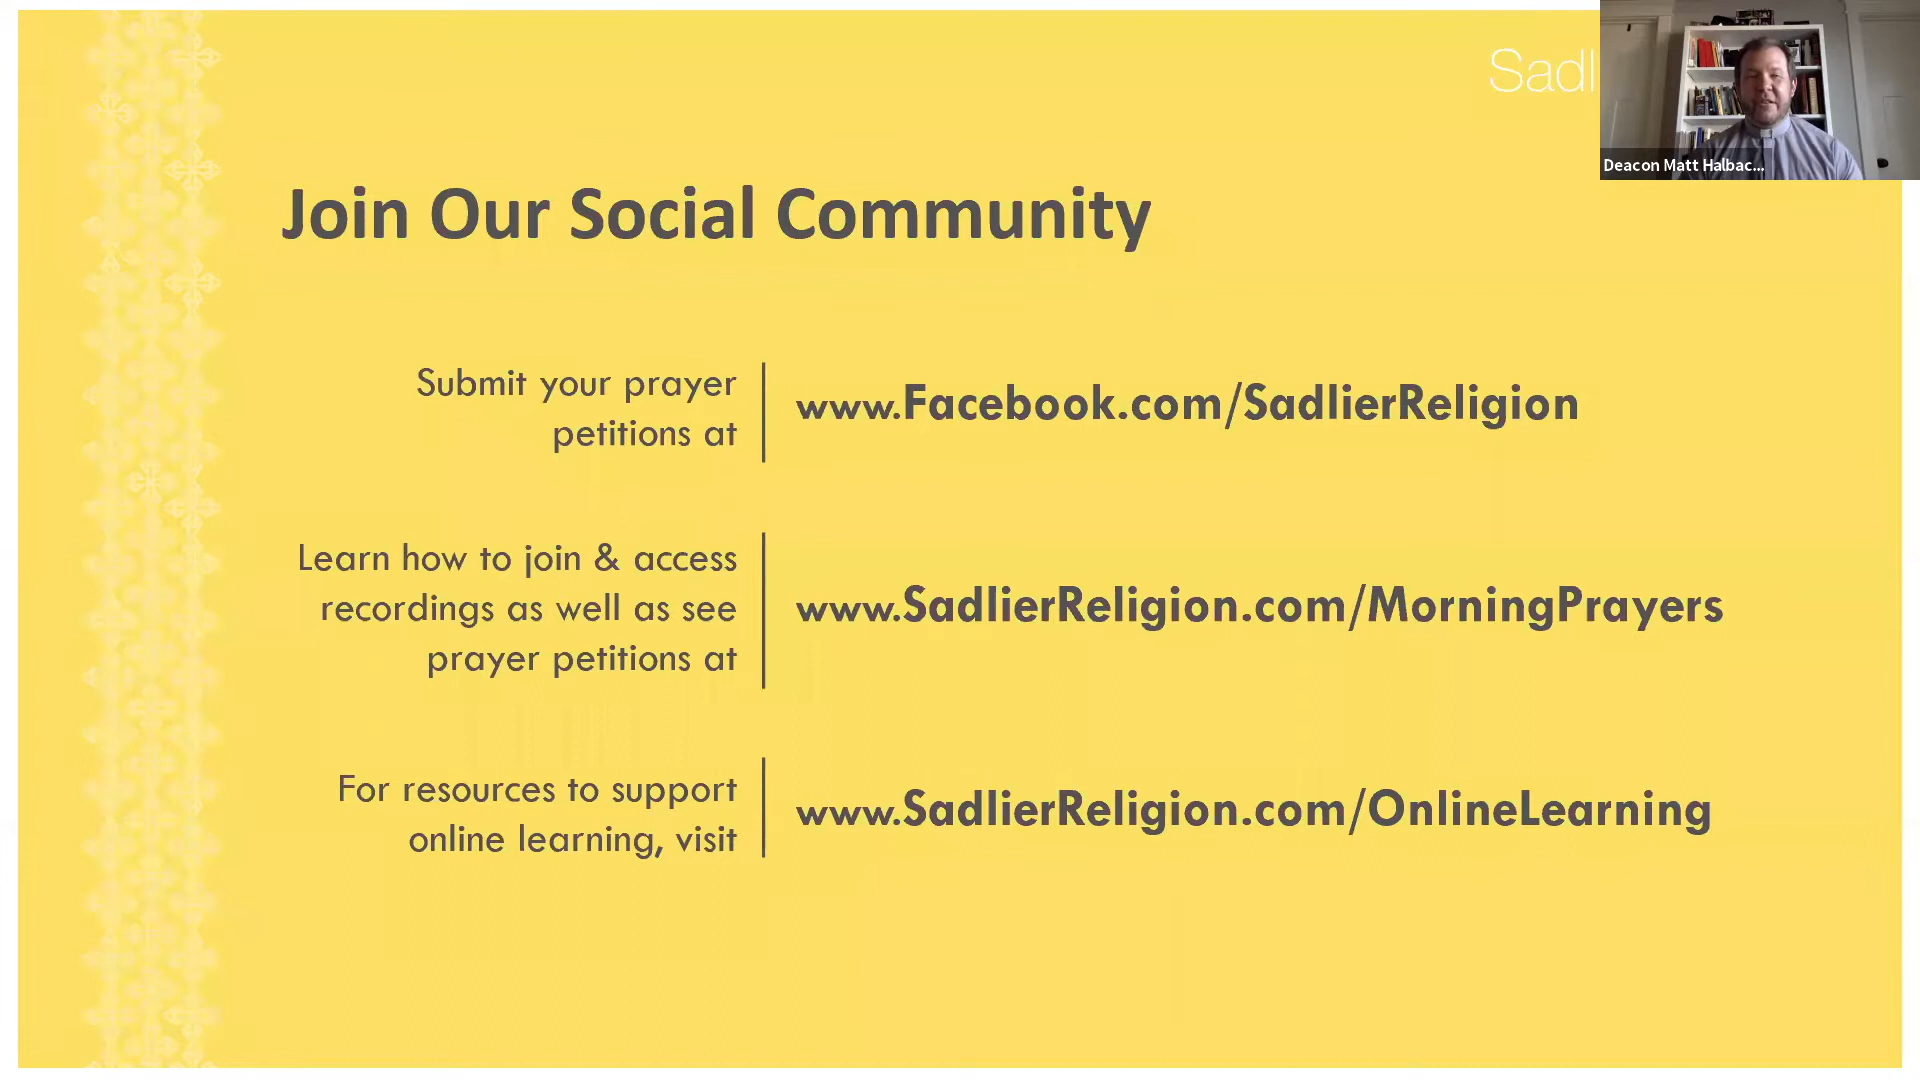 Sadl
Deacon Matt Halbac...
Join Our Social Community
Submit your prayer
petitions at
www.Facebook.com/SadlierReligion
Learn how to join & access
recordings as well as see
prayer petitions at
www.SadlierReligion.com/MorningPrayers
For resources to support
online learning, visit
www.SadlierReligion.com/OnlineLearning